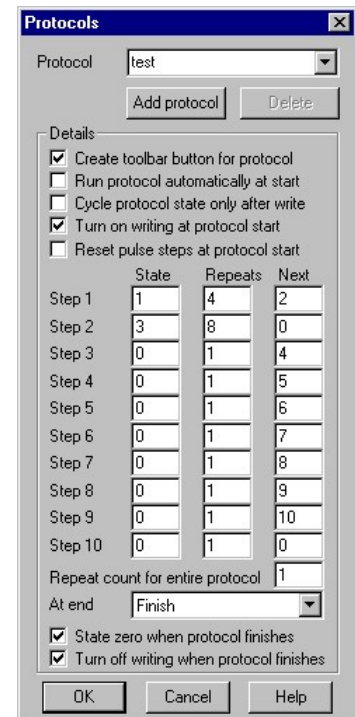 Protocols
Protocol test
Add protocol Delete
Details
Create toolbar button for protocol
Run protocol automatically at start
Cycle protocol state only after write
Turn on writing at protocol start
Reset pulse steps at protocol start
State Repeats Next
Step 1 1 4 2
Step 2 3 8 0
Step 3 0 1 4
Step 4 0 1 5
Step 5 0 1 6
Step 6 0 1 7
Step 7 0 1 8
Step 8 0 1 9
Step 9 0 1 10
Step 10 0 1 0
Repeat count for entire protocol 1
At end Finish
State zero when protocol finishes
Turn off writing when protocol finishes
OK Cancel Help